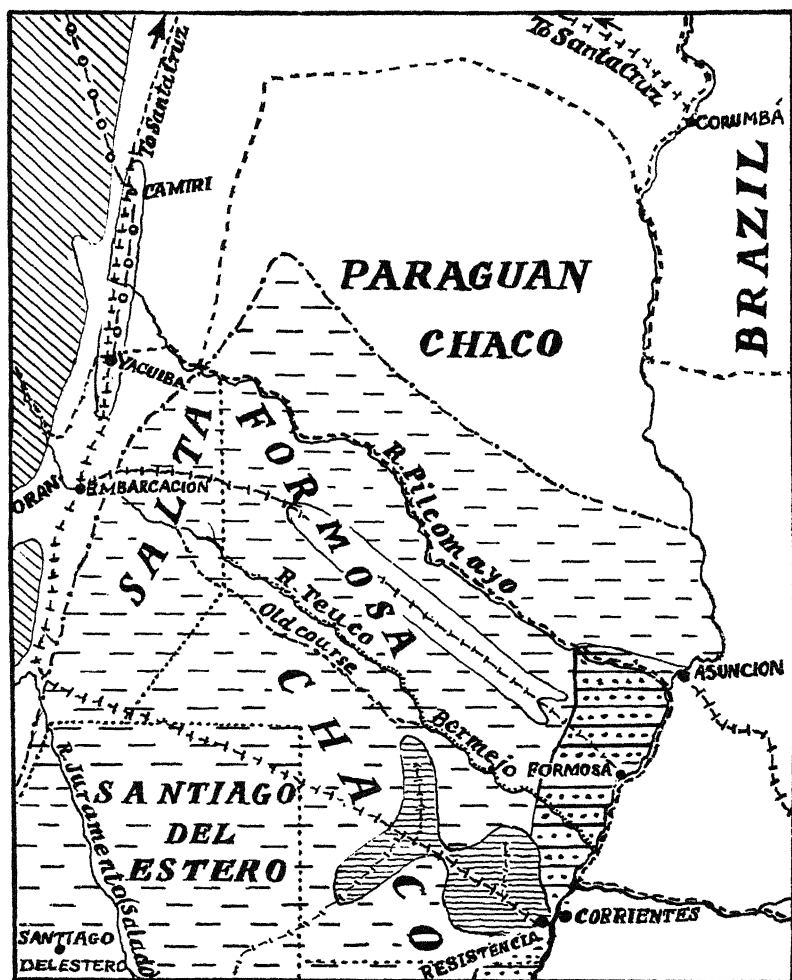 To Santa Cruz
To Santa Cruz
CORUMBÁ
CAMIRI
BRAZIL
PARAGUAN
CHACO
YACUIBA
SALTA
FORMOSA
R. Pilcomayo
ORAN
EMBARCACION
R. Teuco
Old course
Bermejo
CHACO
ASUNCION
FORMOSA
R. Juramento (Salado)
SANTIAGO
DEL
ESTERO
CORRIENTES
RESISTENCIA
SANTIAGO
DEL ESTERO